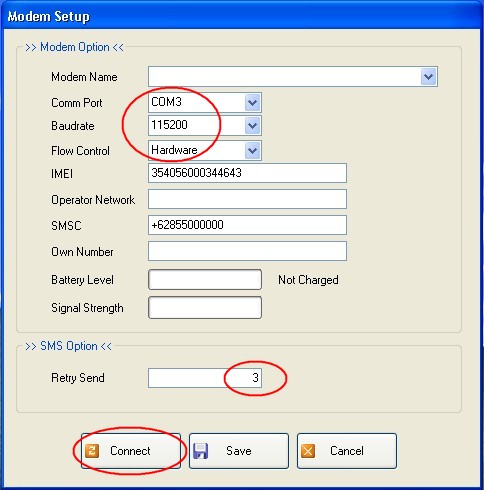 Modem Setup
>> Modem Option <<
Modem Name
Comm Port COM3
Baudrate 115200
Flow Control Hardware
IMEI 354056000344643
Operator Network
SMSC +62855000000
Own Number
Battery Level Not Charged
Signal Strength
>> SMS Option <<
Retry Send 3
Connect Save Cancel